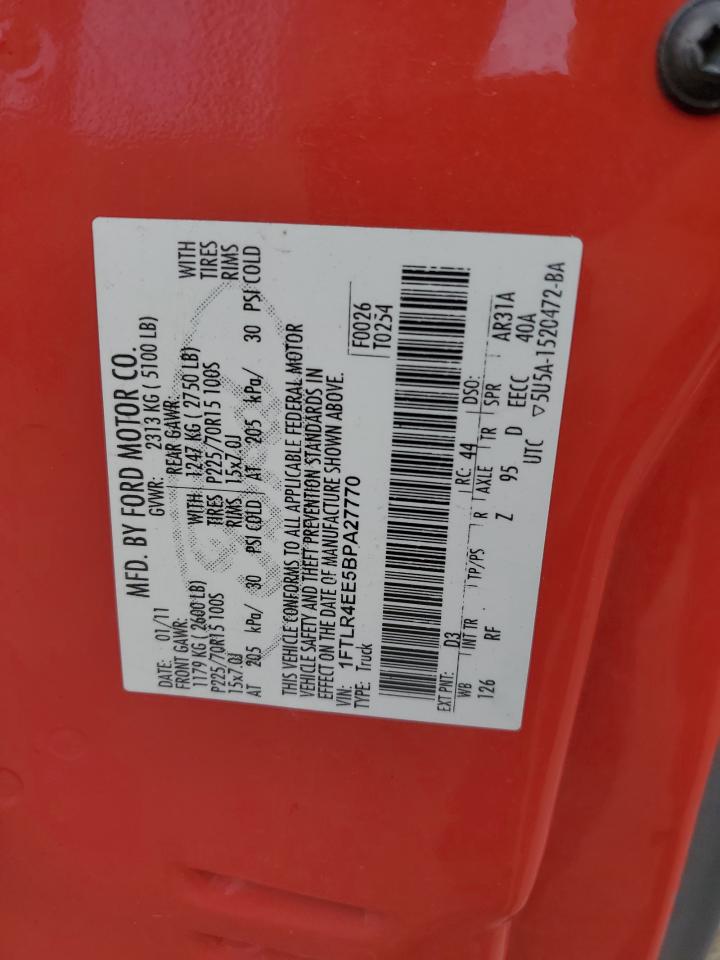 MFD. BY FORD MOTOR CO.
DATE: 01/11 GVWR: 2313 KG ( 5100 LB)
FRONT GAWR: REAR GAWR: WITH
1179 KG ( 2600 LB) WITH 1247 KG ( 2750 LB) TIRES
P225/70R15 100S TIRES P225/70R15 100S RIMS
15x7.0J RIMS 15x7.0J
AT 205 kPa/ 30 PSI COLD AT 205 kPa/ 30 PSI COLD
THIS VEHICLE CONFORMS TO ALL APPLICABLE FEDERAL MOTOR
VEHICLE SAFETY AND THEFT PREVENTION STANDARDS IN
EFFECT ON THE DATE OF MANUFACTURE SHOWN ABOVE.
VIN: 1FTLR4EE5BPA27770 F0026
TYPE: Truck T0254
EXT PNT: D3 RC: 44 DSO:
WB INT TR TP/PS R AXLE TR SPR AR31A
126 RF Z 95 D EECC 40A
UTC ▽5U5A-1520472-BA